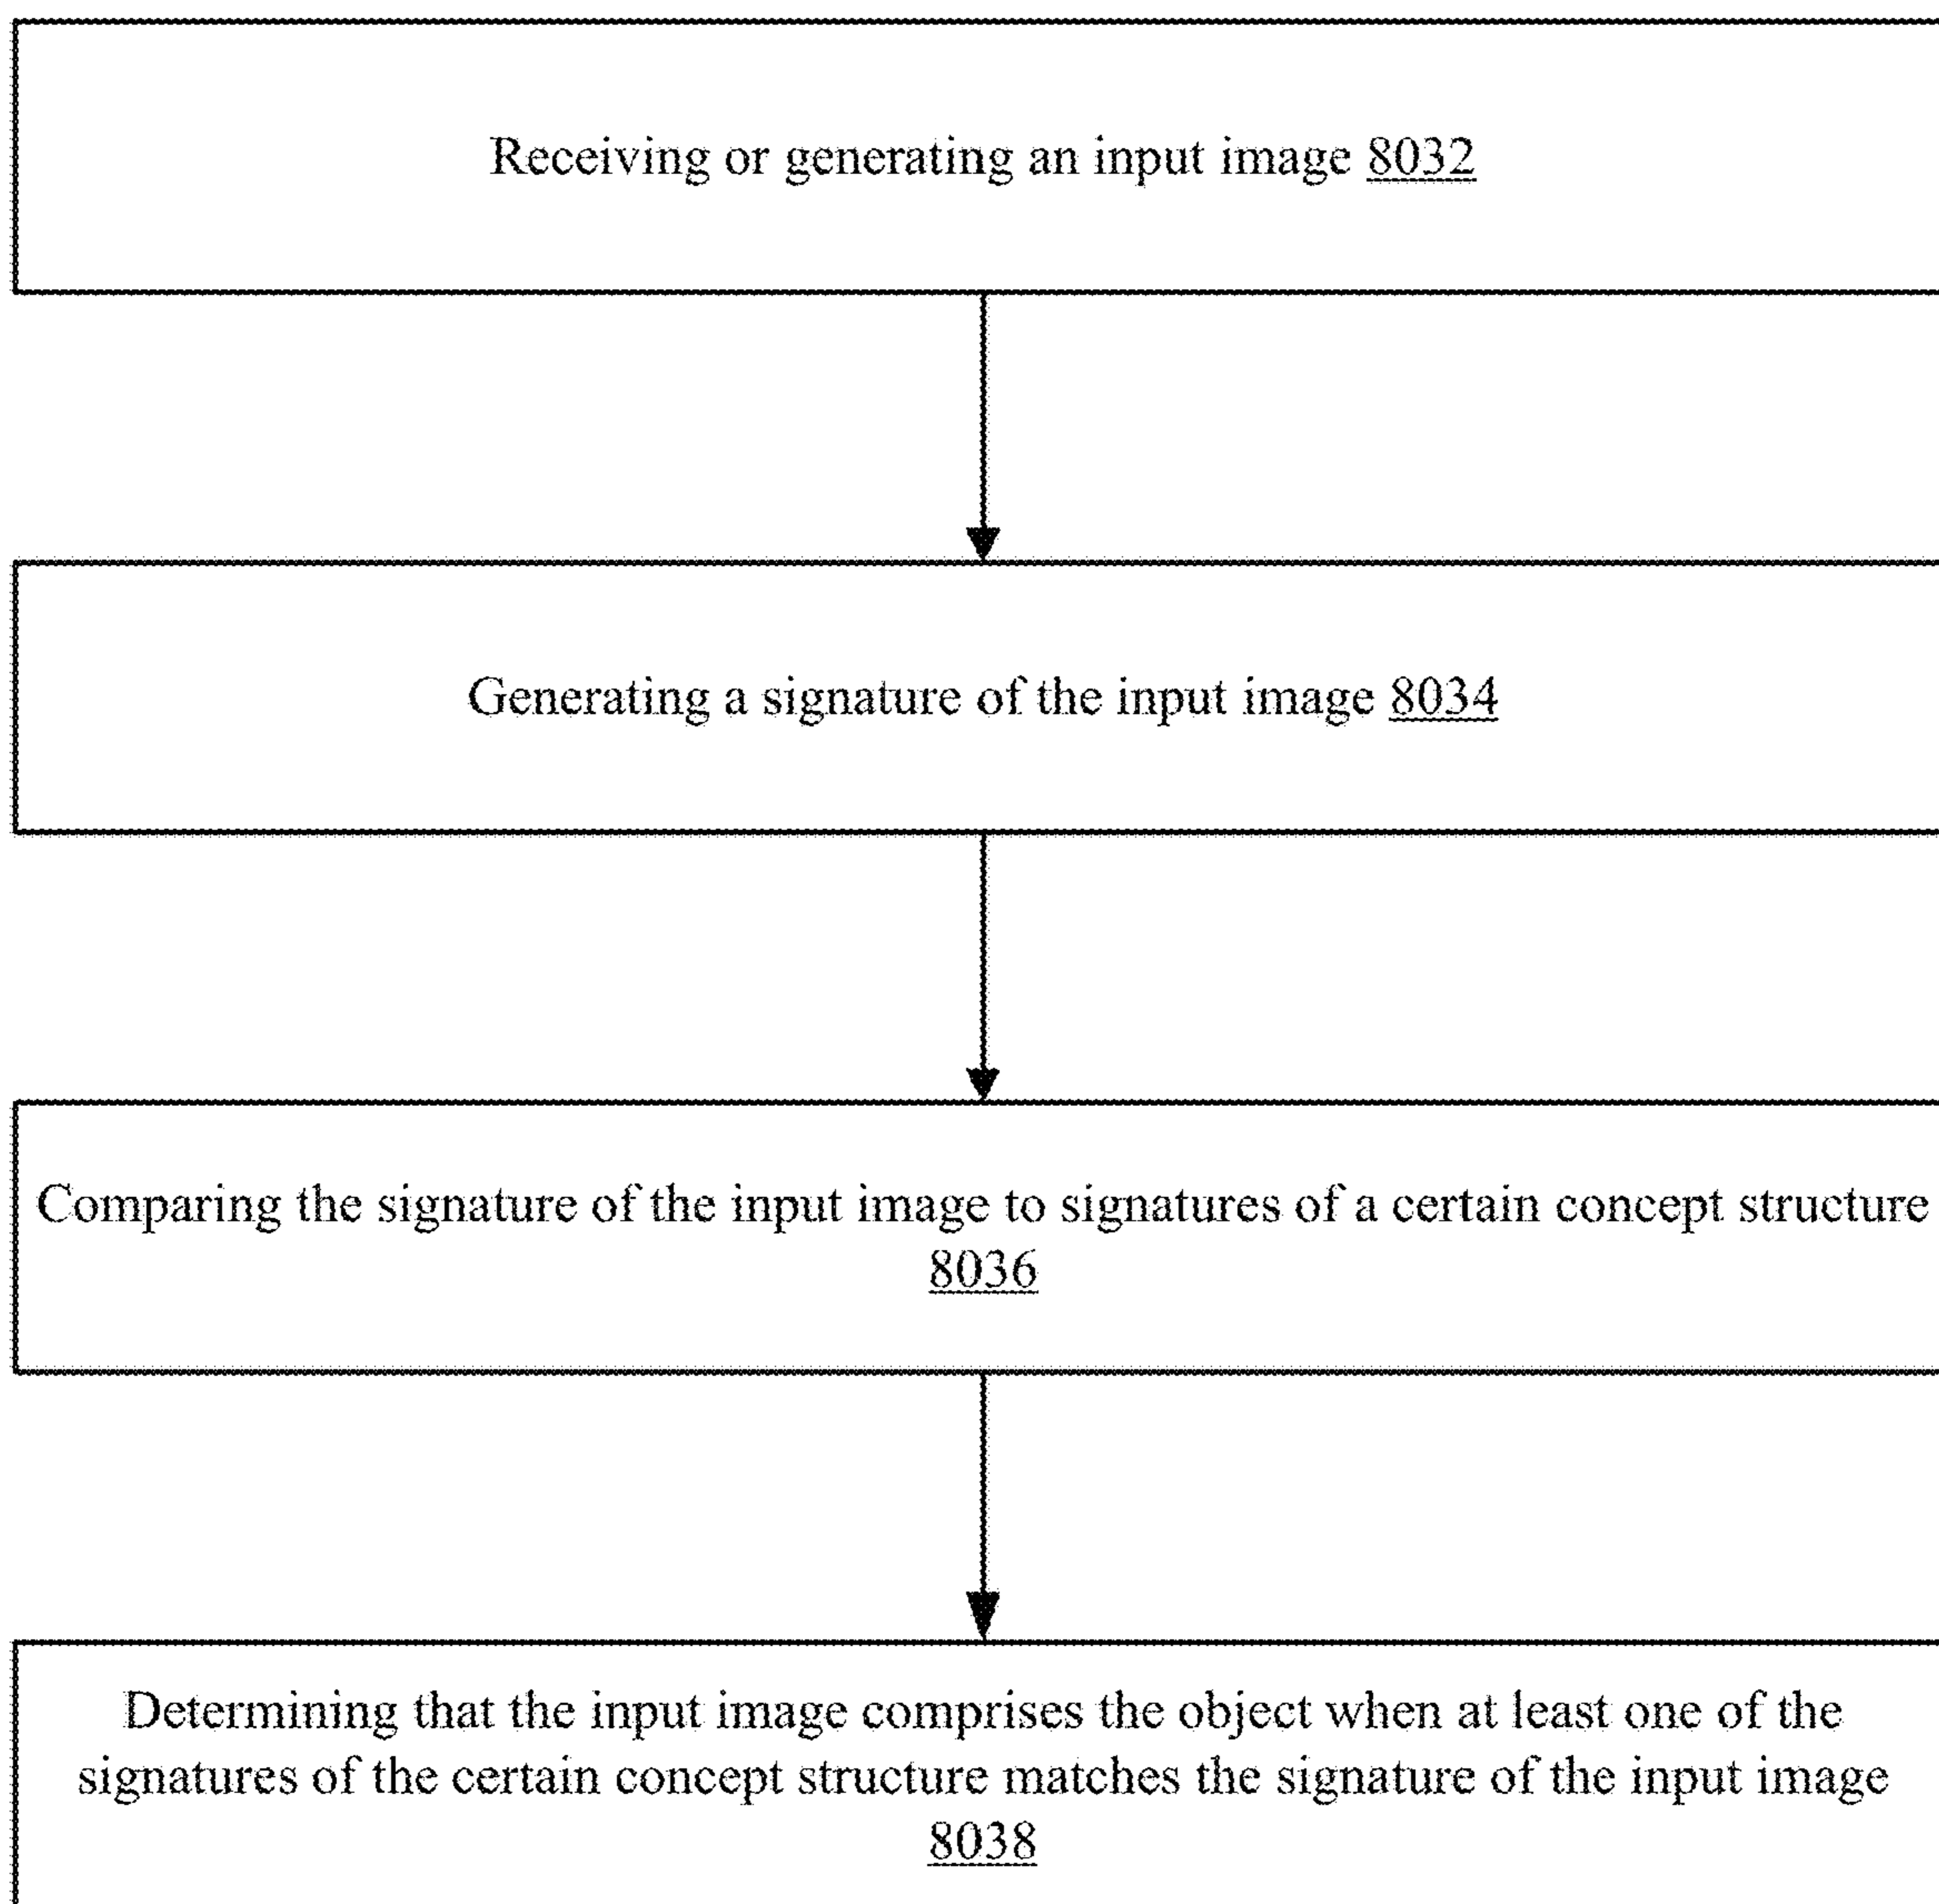 Receiving or generating an input image 8032
Generating a signature of the input image 8034
Comparing the signature of the input image to signatures of a certain concept structure
8036
Determining that the input image comprises the object when at least one of the
signatures of the certain concept structure matches the signature of the input image
8038